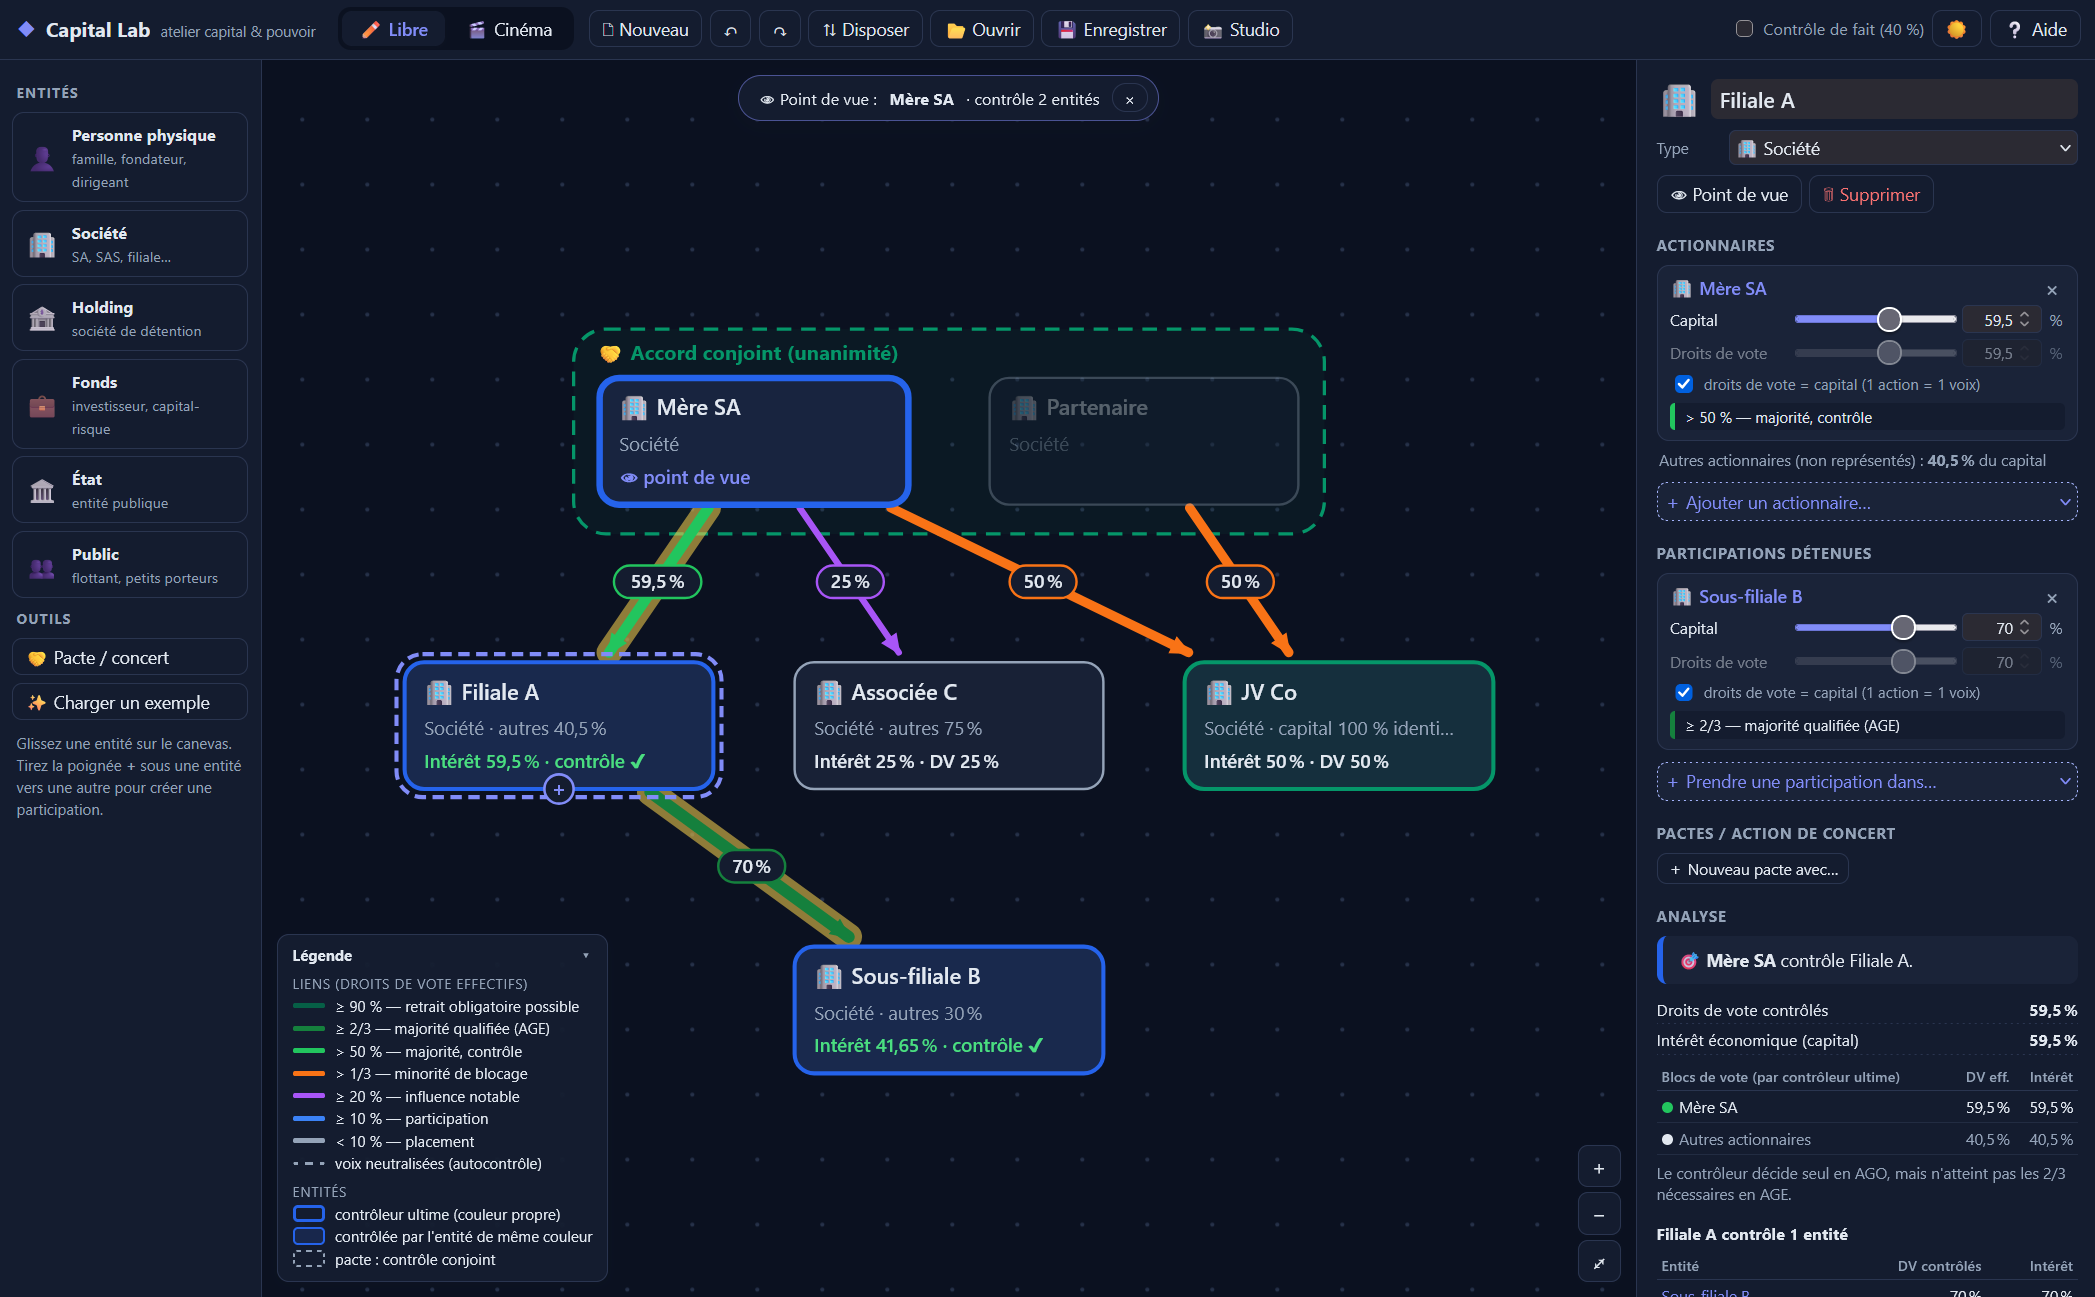 Capital Lab atelier capital & pouvoir
Libre
Cinéma
Nouveau
Disposer
Ouvrir
Enregistrer
Studio
Contrôle de fait (40 %)
? Aide
ENTITÉS
Personne physique
famille, fondateur,
dirigeant
Société
SA, SAS, filiale...
Holding
société de détention
Fonds
investisseur, capital-
risque
État
entité publique
Public
flottant, petits porteurs
OUTILS
Pacte / concert
Charger un exemple
Glissez une entité sur le canevas.
Tirez la poignée + sous une entité
vers une autre pour créer une
participation.
Point de vue : Mère SA · contrôle 2 entités ×
Accord conjoint (unanimité)
Mère SA
Société
point de vue
Partenaire
Société
59,5 %
25 %
50 %
50 %
Filiale A
Société · autres 40,5 %
Intérêt 59,5 % · contrôle ✓
+
Associée C
Société · autres 75 %
Intérêt 25 % · DV 25 %
JV Co
Société · capital 100 % identi...
Intérêt 50 % · DV 50 %
70 %
Sous-filiale B
Société · autres 30 %
Intérêt 41,65 % · contrôle ✓
Légende
LIENS (DROITS DE VOTE EFFECTIFS)
≥ 90 % — retrait obligatoire possible
≥ 2/3 — majorité qualifiée (AGE)
> 50 % — majorité, contrôle
> 1/3 — minorité de blocage
≥ 20 % — influence notable
≥ 10 % — participation
< 10 % — placement
voix neutralisées (autocontrôle)
ENTITÉS
contrôleur ultime (couleur propre)
contrôlée par l'entité de même couleur
pacte : contrôle conjoint
+
−
Filiale A
Type
Société
Point de vue
Supprimer
ACTIONNAIRES
Mère SA ×
Capital 59,5 %
Droits de vote 59,5 %
droits de vote = capital (1 action = 1 voix)
> 50 % — majorité, contrôle
Autres actionnaires (non représentés) : 40,5 % du capital
+ Ajouter un actionnaire...
PARTICIPATIONS DÉTENUES
Sous-filiale B ×
Capital 70 %
Droits de vote 70 %
droits de vote = capital (1 action = 1 voix)
≥ 2/3 — majorité qualifiée (AGE)
+ Prendre une participation dans...
PACTES / ACTION DE CONCERT
+ Nouveau pacte avec...
ANALYSE
Mère SA contrôle Filiale A.
Droits de vote contrôlés 59,5 %
Intérêt économique (capital) 59,5 %
Blocs de vote (par contrôleur ultime) DV eff. Intérêt
Mère SA 59,5 % 59,5 %
Autres actionnaires 40,5 % 40,5 %
Le contrôleur décide seul en AGO, mais n'atteint pas les 2/3
nécessaires en AGE.
Filiale A contrôle 1 entité
Entité DV contrôlés Intérêt
Sous-filiale B 70 % 70 %